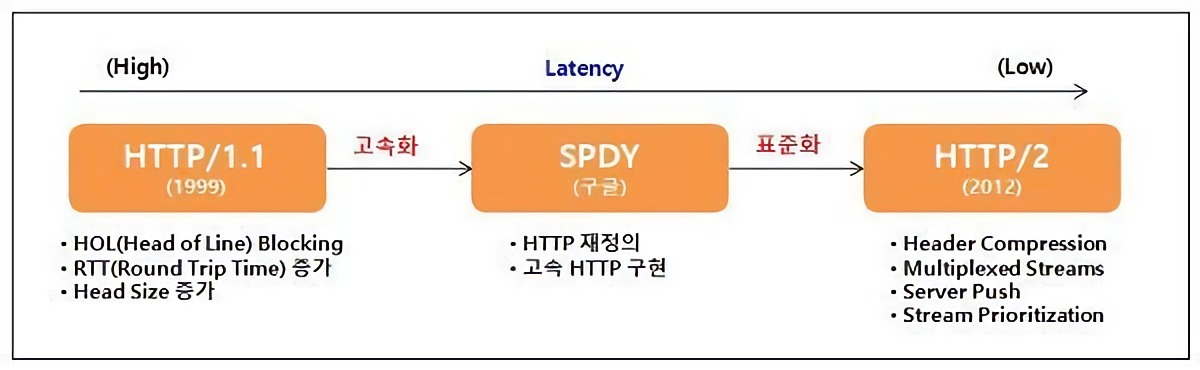 (High) Latency (Low)
HTTP/1.1
(1999)
고속화
SPDY
(구글)
표준화
HTTP/2
(2012)
• HOL(Head of Line) Blocking
• RTT(Round Trip Time) 증가
• Head Size 증가
• HTTP 재정의
• 고속 HTTP 구현
• Header Compression
• Multiplexed Streams
• Server Push
• Stream Prioritization